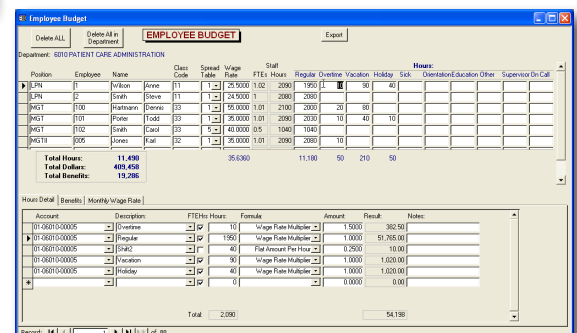 Employee Budget
Delete ALL Delete All in Department EMPLOYEE BUDGET Export
Department: 6010 PATIENT CARE ADMINISTRATION
Position Employee Name Class Code Spread Table Wage Rate FTEs Staff Hours Hours: Regular Overtime Vacation Holiday Sick Orientation Education Other Supervisor On Call
LPN 1 Wilson Anne 11 1 25.5000 1.02 2090 1950 10 90 40
LPN 2 Smith Steve 11 1 24.5000 1 2080 2080
MGT 100 Hartmann Dennis 33 1 55.0000 1.01 2100 2000 20 80
MGT 101 Porter Todd 33 1 35.0000 1.01 2090 2030 10 40 10
MGT 102 Smith Carol 33 5 40.0000 0.5 1040 1040
MGTII 005 Jones Karl 32 1 35.0000 1.01 2090 2080 10
Total Hours: 11,490 35.6360 11,180 50 210 50
Total Dollars: 409,458
Total Benefits: 19,286
Hours Detail Benefits Monthly Wage Rate
Account: Description: FTEHrs Hours: Formula: Amount: Result: Notes:
01-06010-00005 Overtime 10 Wage Rate Multiplier 1.5000 382.50
01-06010-00005 Regular 1950 Wage Rate Multiplier 1.0000 51,765.00
01-06010-00005 Shift2 40 Flat Amount Per Hour 0.2500 10.00
01-06010-00005 Vacation 90 Wage Rate Multiplier 1.0000 1,020.00
01-06010-00005 Holiday 40 Wage Rate Multiplier 1.0000 1,020.00
0 0.0000 0.00
Total: 2,090 54,198
Record: 1 of 80